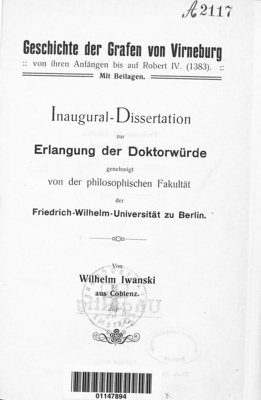 A2117
Geschichte der Grafen von Virneburg
:: von ihren Anfängen bis auf Robert IV. (1383). ::
Mit Beilagen.
Inaugural-Dissertation
zur
Erlangung der Doktorwürde
genehmigt
von der philosophischen Fakultät
der
Friedrich-Wilhelm-Universität zu Berlin.
Von
Wilhelm Iwanski
aus Coblenz.
01147894